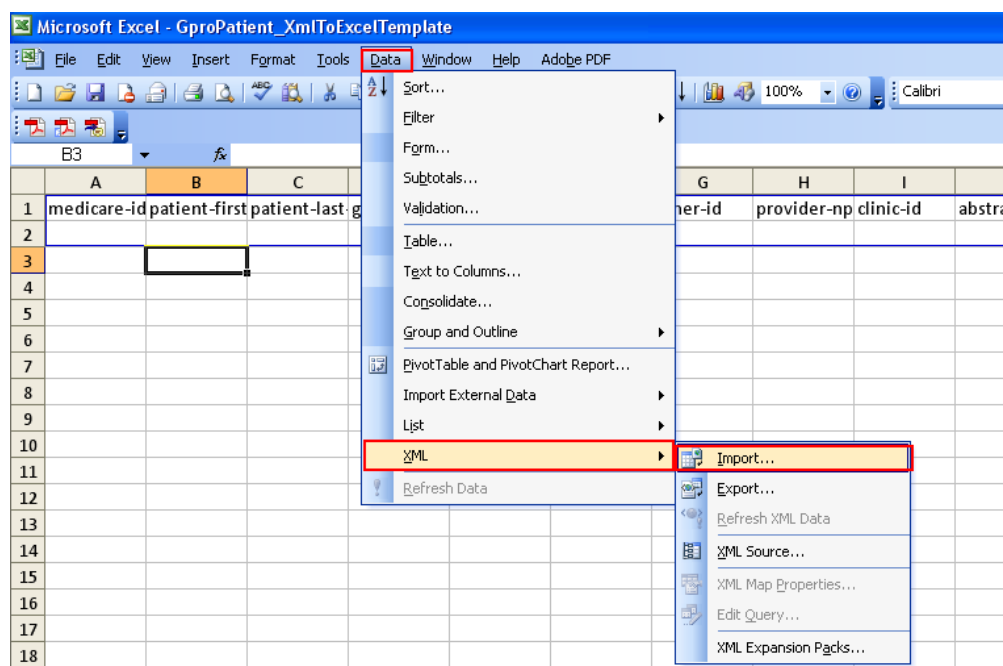 Microsoft Excel - GproPatient_XmlToExcelTemplate
File Edit View Insert Format Tools Data Window Help Adobe PDF
100% Calibri
B3 fx
A B C G H I
1 medicare-id patient-first patient-last- g ner-id provider-np clinic-id abstra
2
3
4
5
6
7
8
9
10
11
12
13
14
15
16
17
18
Sort...
Filter
Form...
Subtotals...
Validation...
Table...
Text to Columns...
Consolidate...
Group and Outline
PivotTable and PivotChart Report...
Import External Data
List
XML
Refresh Data
Import...
Export...
Refresh XML Data
XML Source...
XML Map Properties...
Edit Query...
XML Expansion Packs...